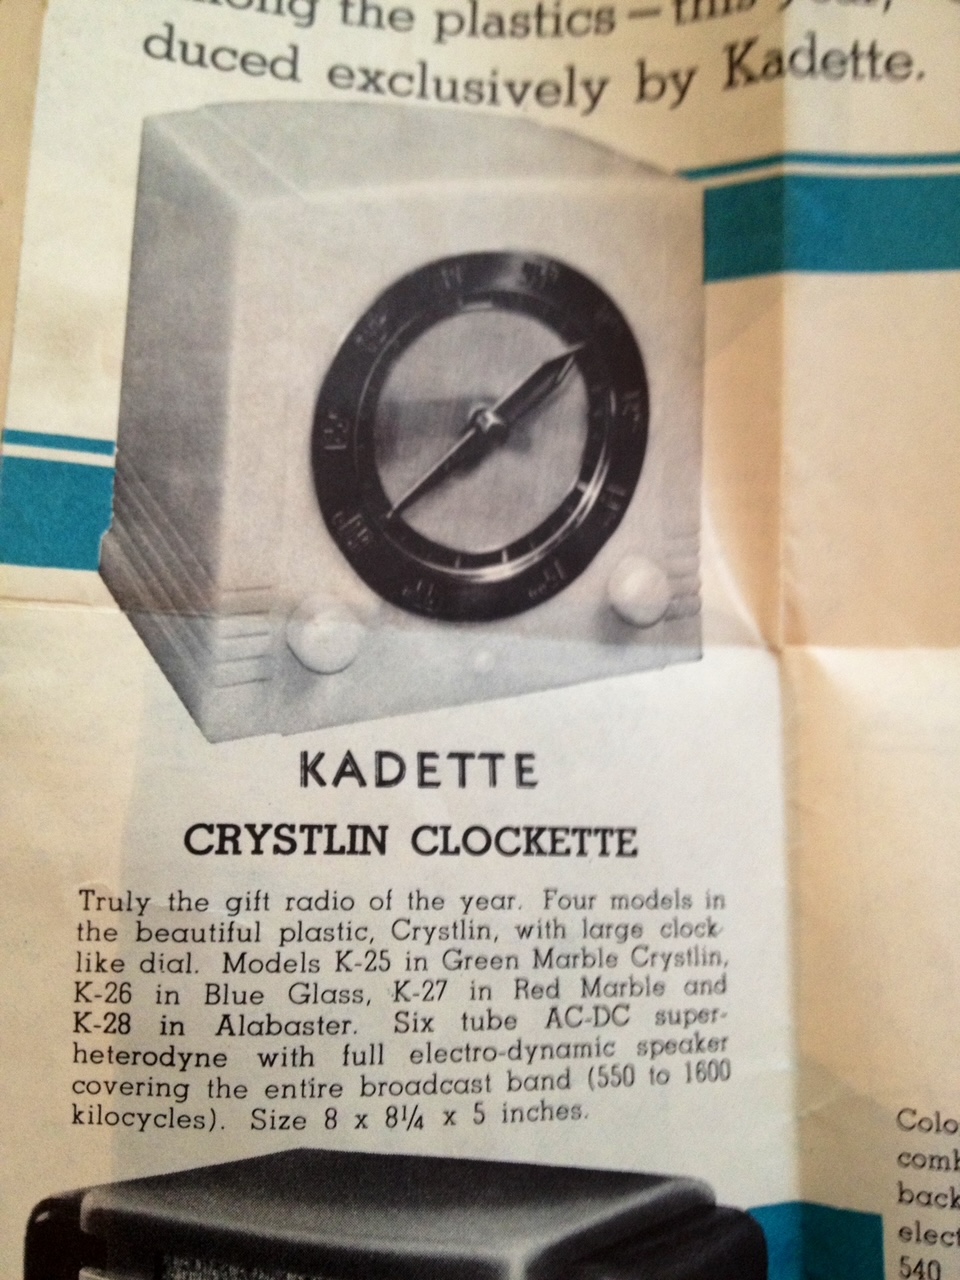 the plastics — this
duced exclusively by Kadette.
KADETTE
CRYSTLIN CLOCKETTE
Truly the gift radio of the year. Four models in
the beautiful plastic, Crystlin, with large clock-
like dial. Models K-25 in Green Marble Crystlin,
K-26 in Blue Glass, K-27 in Red Marble and
K-28 in Alabaster. Six tube AC-DC super-
heterodyne with full electro-dynamic speaker
covering the entire broadcast band (550 to 1600
kilocycles). Size 8 x 8¼ x 5 inches.
Colo
comb
back
elect
540